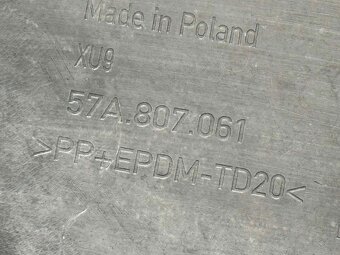 Made in Poland
XU9
57A.807.061
>PP+EPDM-TD20<